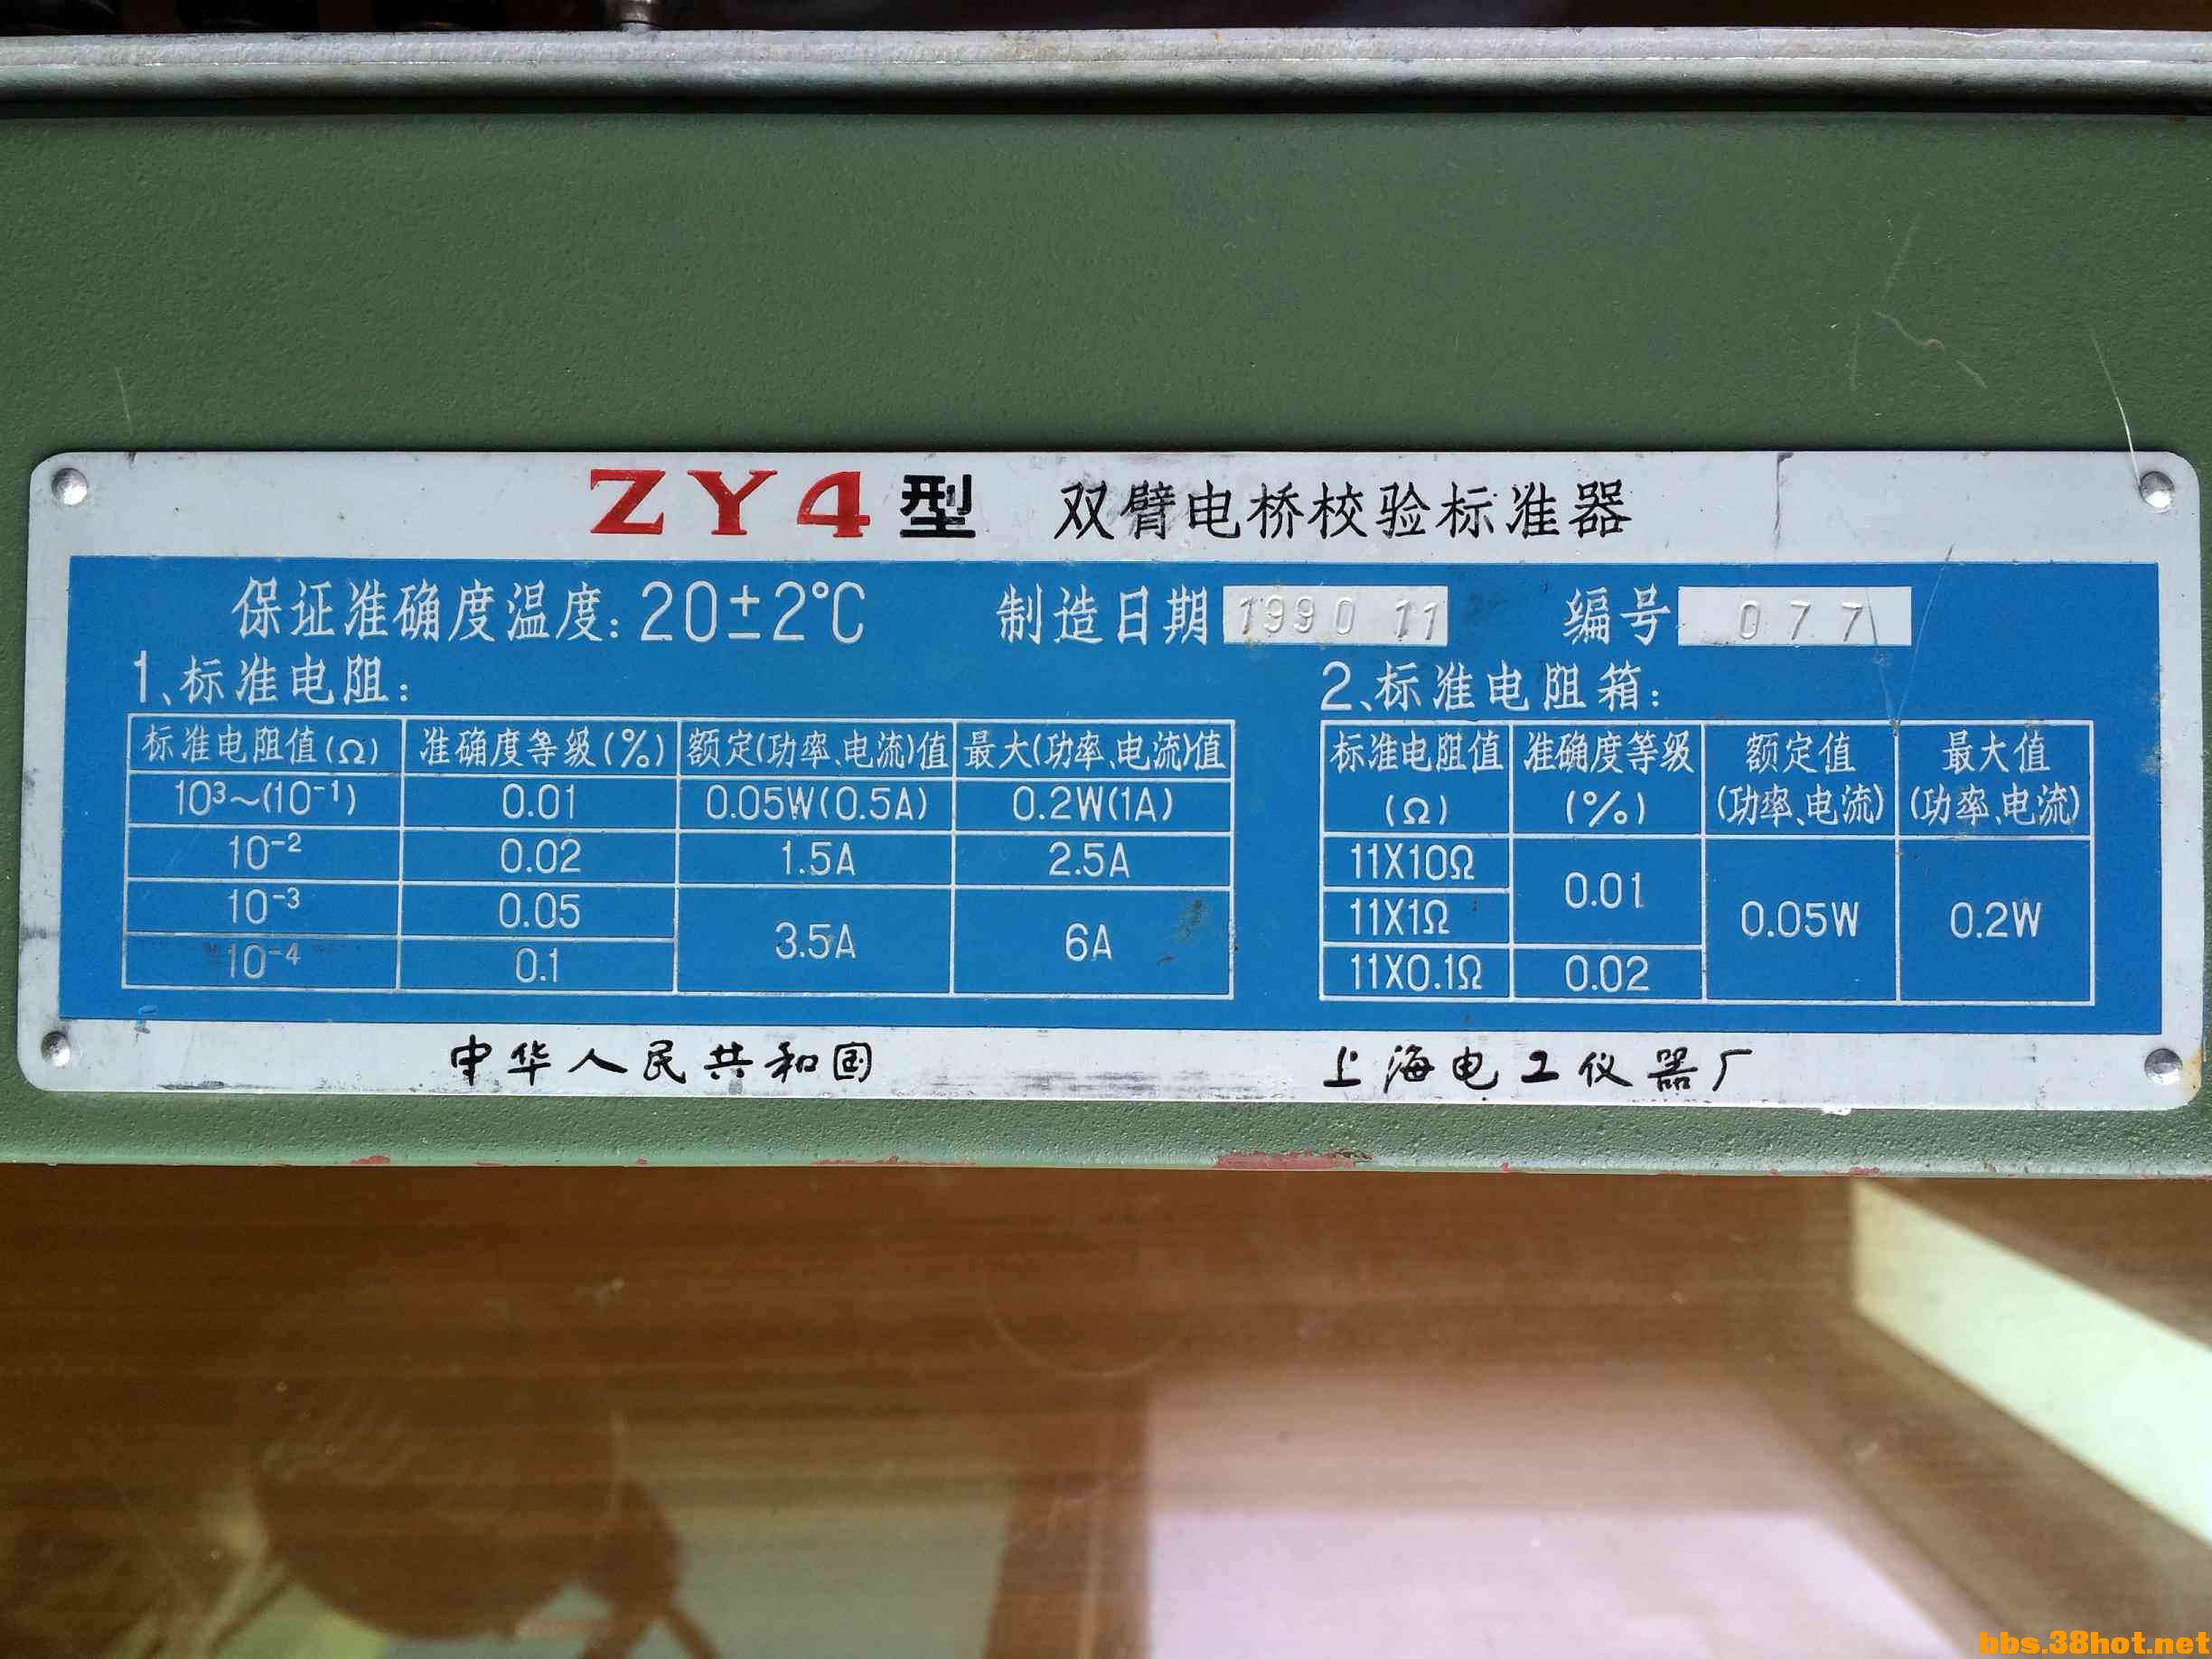 ZY4型 双臂电桥校验标准器
保证准确度温度:20±2℃ 制造日期 1990 11 编号 077
1、标准电阻:
标准电阻值(Ω) 准确度等级(%) 额定(功率、电流)值 最大(功率、电流)值
10³~(10⁻¹) 0.01 0.05W(0.5A) 0.2W(1A)
10⁻² 0.02 1.5A 2.5A
10⁻³ 0.05 3.5A 6A
10⁻⁴ 0.1
2、标准电阻箱:
标准电阻值 准确度等级 额定值 最大值
(Ω) (%) (功率、电流) (功率、电流)
11X10Ω 0.01 0.05W 0.2W
11X1Ω
11X0.1Ω 0.02
中华人民共和国 上海电工仪器厂
bbs.38hot.net